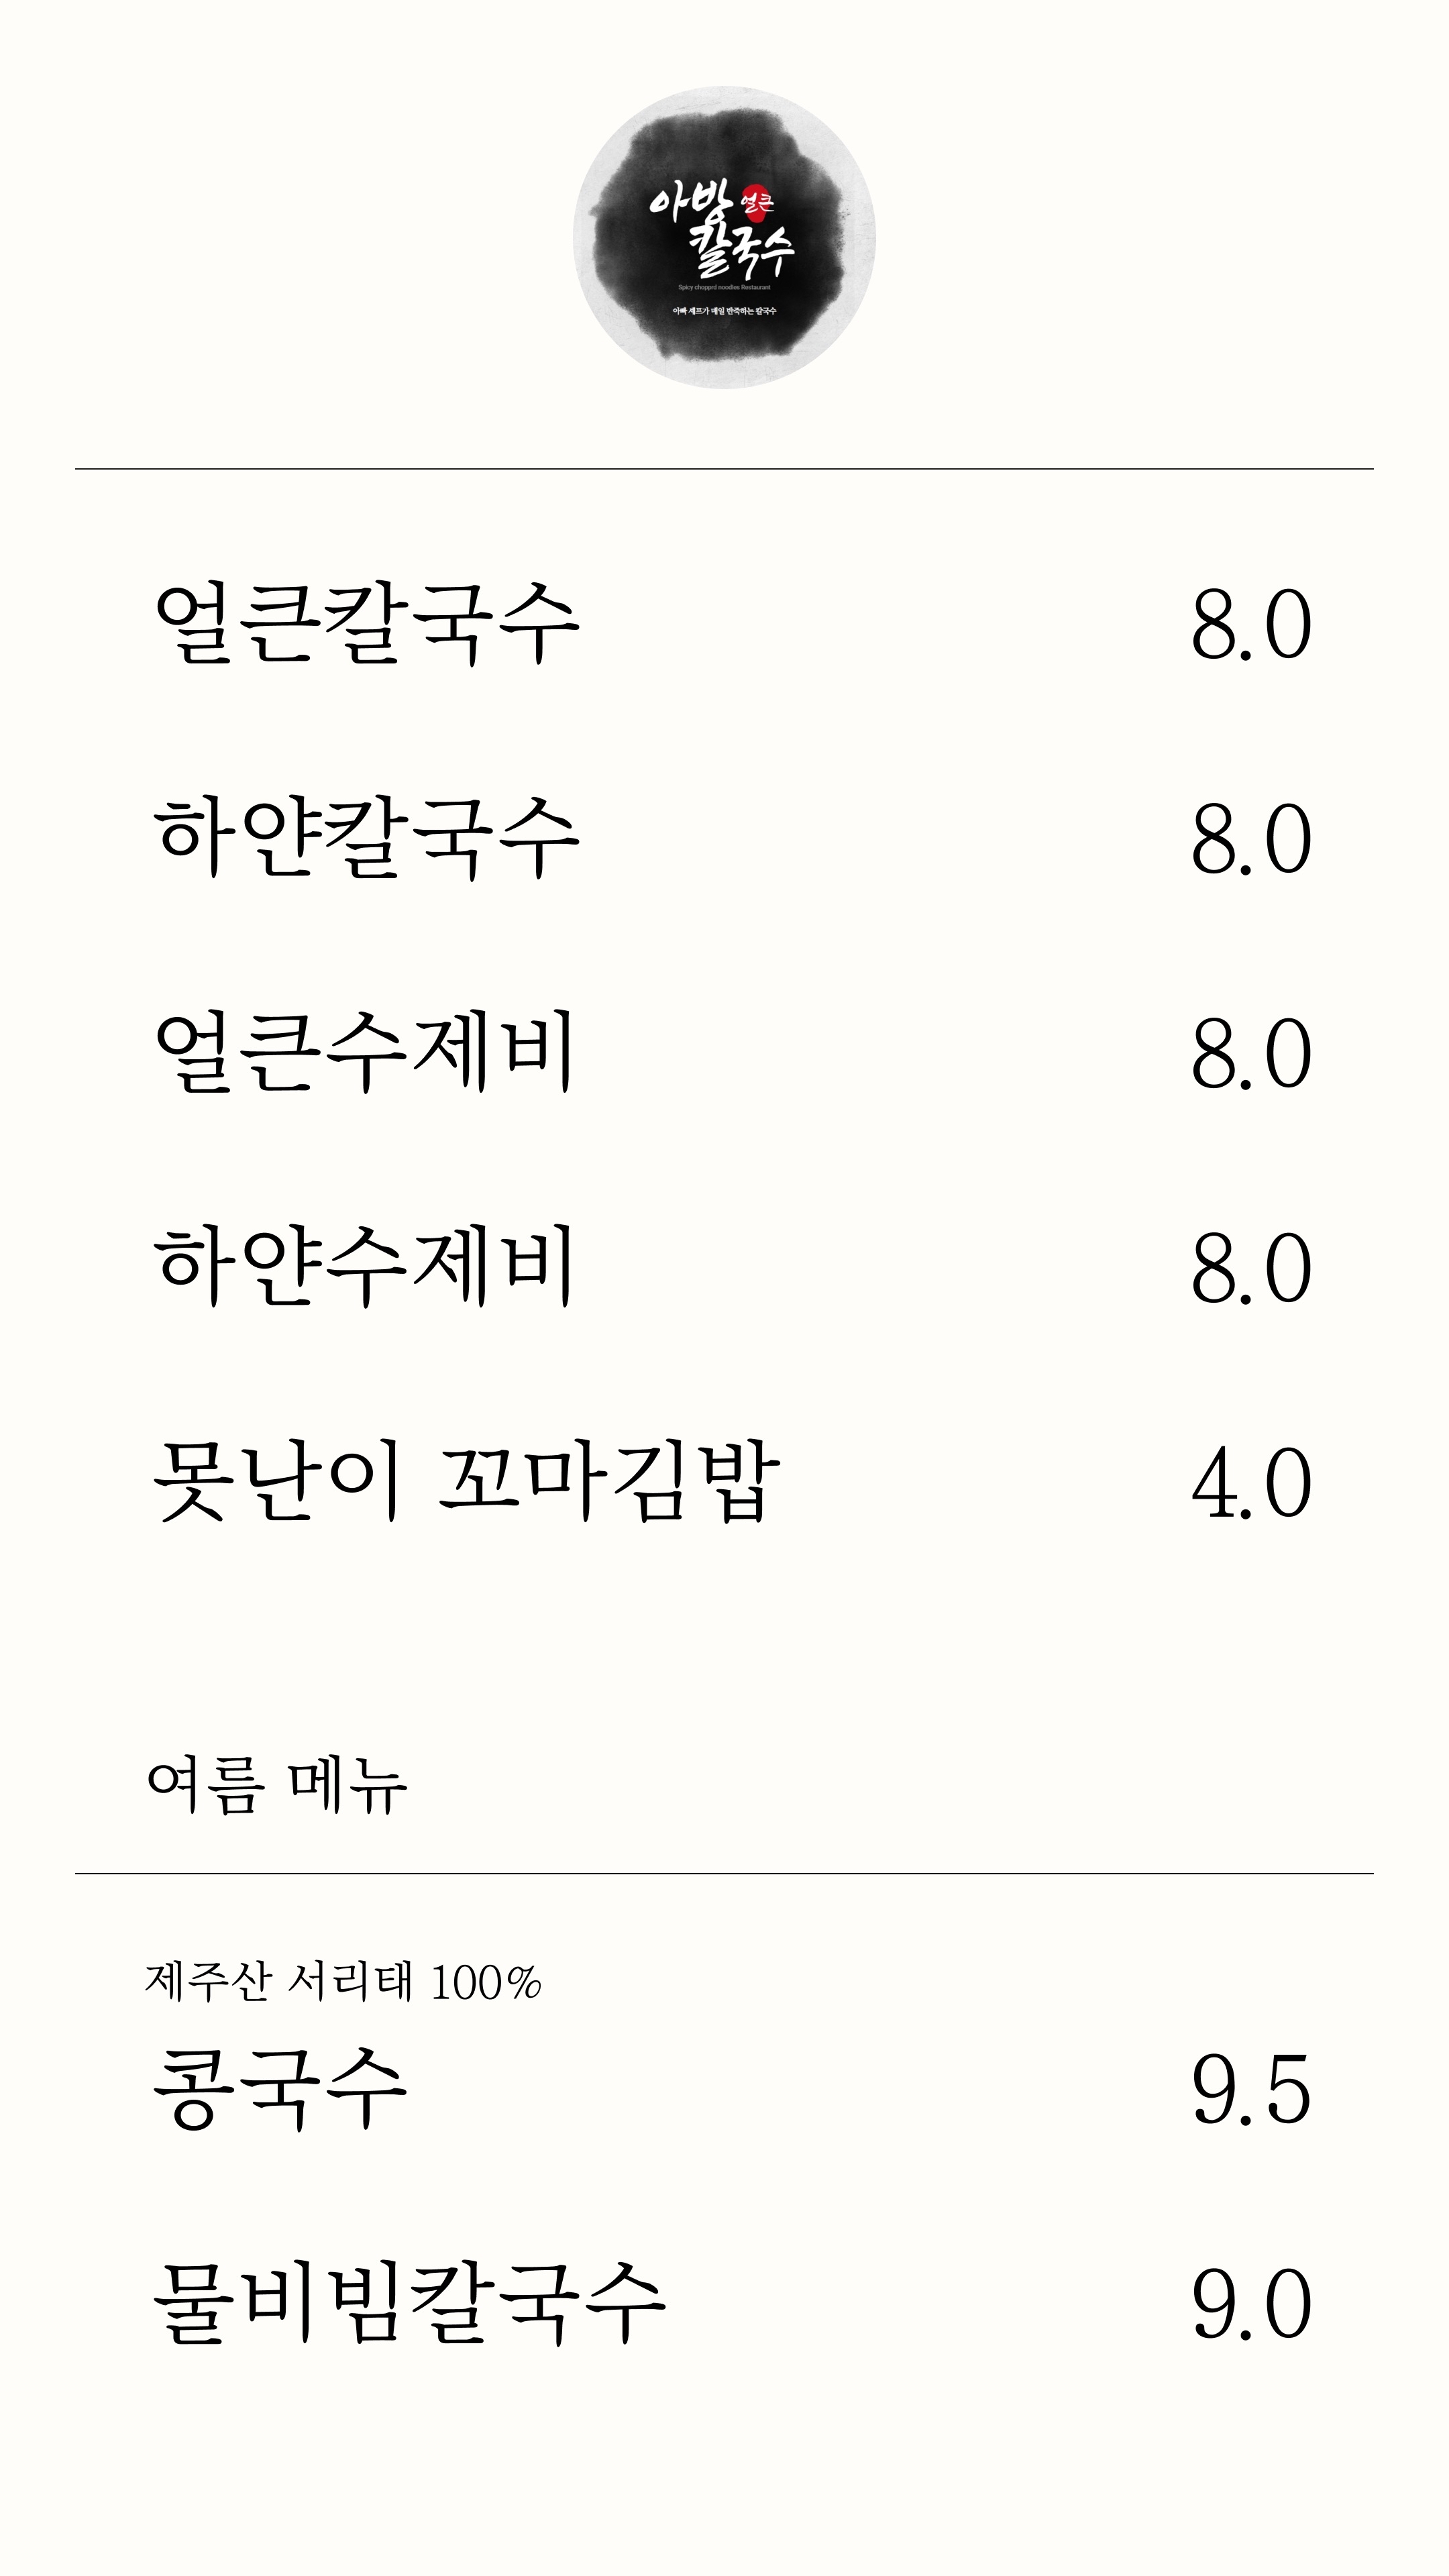 아빵 얼큰
칼국수
Spicy chopprd noodles Restaurant
아빠 셰프가 매일 반죽하는 칼국수
얼큰칼국수 8.0
하얀칼국수 8.0
얼큰수제비 8.0
하얀수제비 8.0
못난이 꼬마김밥 4.0
여름 메뉴
제주산 서리태 100%
콩국수 9.5
물비빔칼국수 9.0